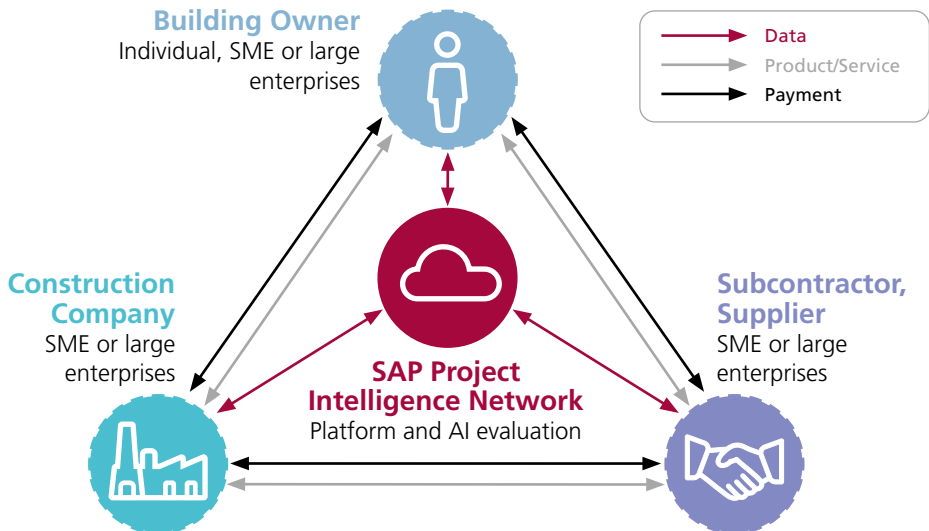 Building Owner
Individual, SME or large
enterprises
Data
Product/Service
Payment
Construction
Company
SME or large
enterprises
Subcontractor,
Supplier
SME or large
enterprises
SAP Project
Intelligence Network
Platform and AI evaluation